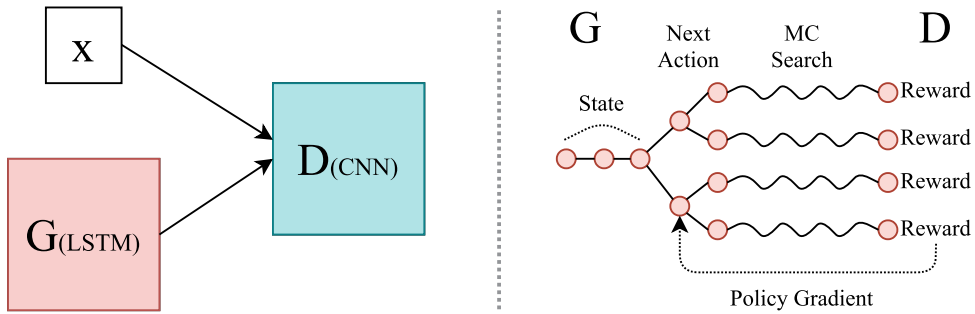 x
G(LSTM)
D(CNN)
G
Next
Action
MC
Search
D
State
Reward
Reward
Reward
Reward
Policy Gradient